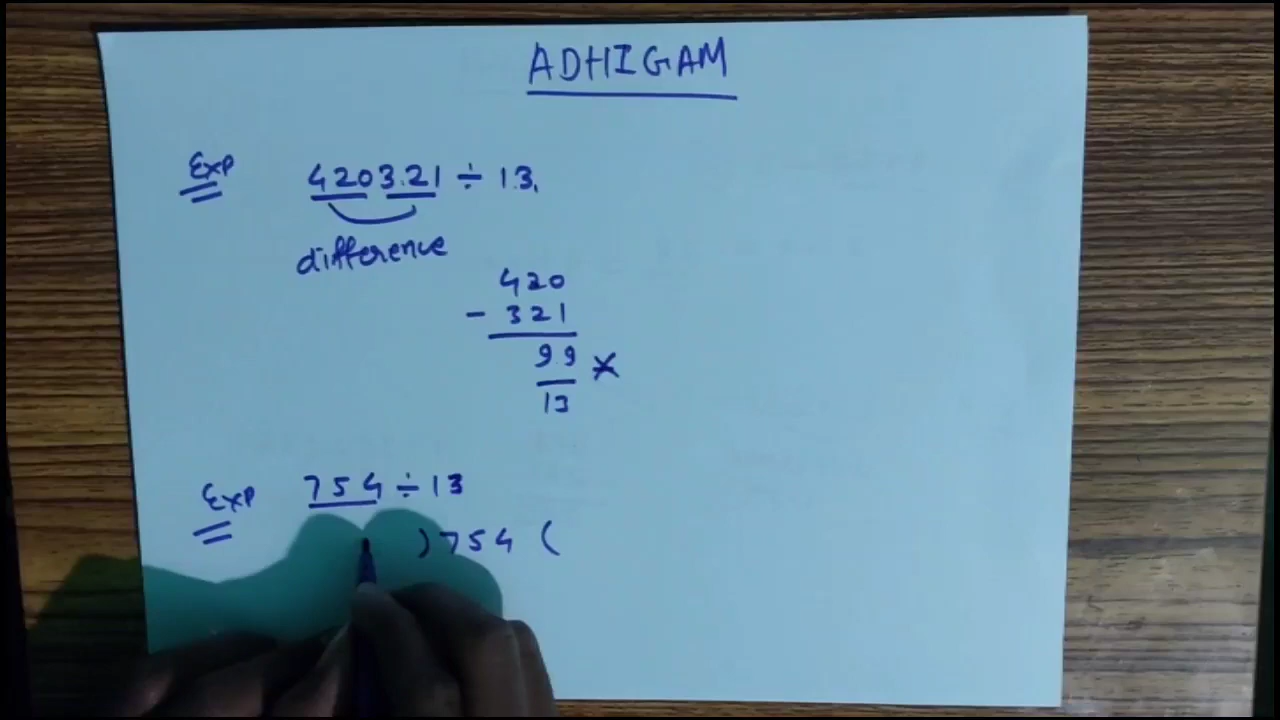 ADHIGAM
Exp 420321 ÷ 13
difference
420
- 321
99 ×
13
Exp 754 ÷ 13
)754(